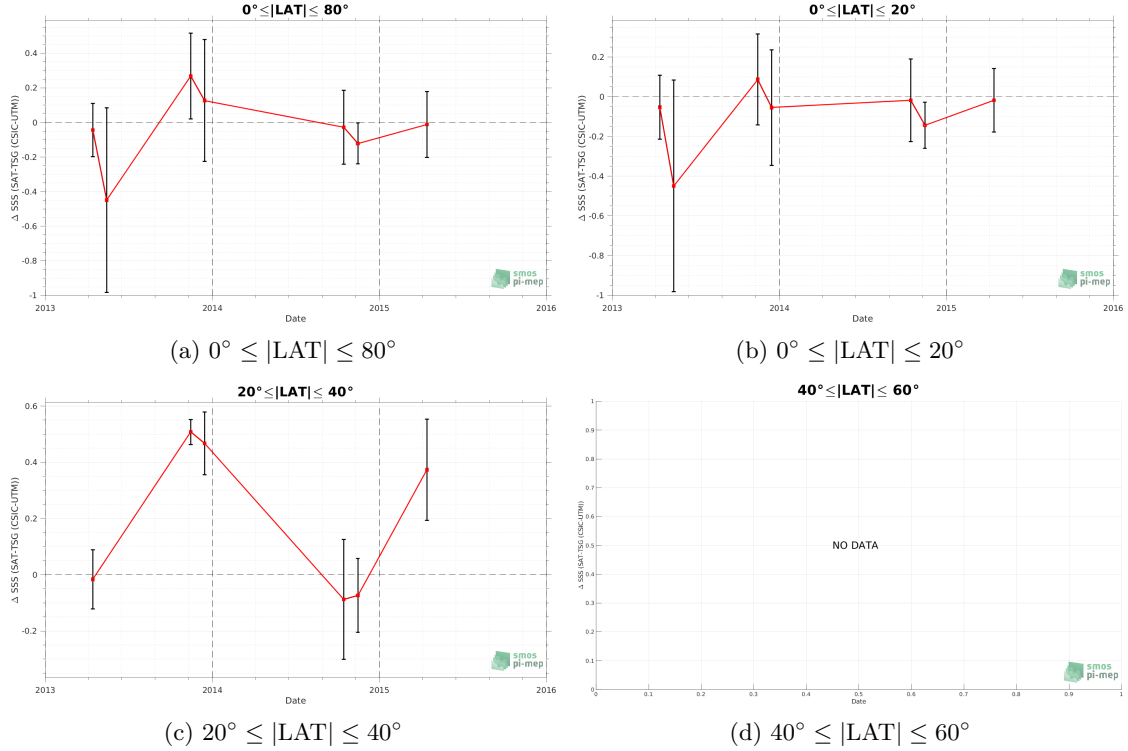 0°≤|LAT|≤ 80°
Δ SSS (SAT-TSG (CSIC-UTM))
0.4
0.2
0
-0.2
-0.4
-0.6
-0.8
-1
2013
2014
2015
2016
Date
smos
pi-mep
(a) 0° ≤ |LAT| ≤ 80°
0°≤|LAT|≤ 20°
Δ SSS (SAT-TSG (CSIC-UTM))
0.2
0
-0.2
-0.4
-0.6
-0.8
-1
2013
2014
2015
2016
Date
smos
pi-mep
(b) 0° ≤ |LAT| ≤ 20°
20°≤|LAT|≤ 40°
Δ SSS (SAT-TSG (CSIC-UTM))
0.6
0.4
0.2
0
-0.2
2013
2014
2015
2016
Date
smos
pi-mep
(c) 20° ≤ |LAT| ≤ 40°
40°≤|LAT|≤ 60°
Δ SSS (SAT-TSG (CSIC-UTM))
1
0.9
0.8
0.7
0.6
0.5
0.4
0.3
0.2
0.1
0
NO DATA
0
0.1
0.2
0.3
0.4
0.5
0.6
0.7
0.8
0.9
1
Date
smos
pi-mep
(d) 40° ≤ |LAT| ≤ 60°